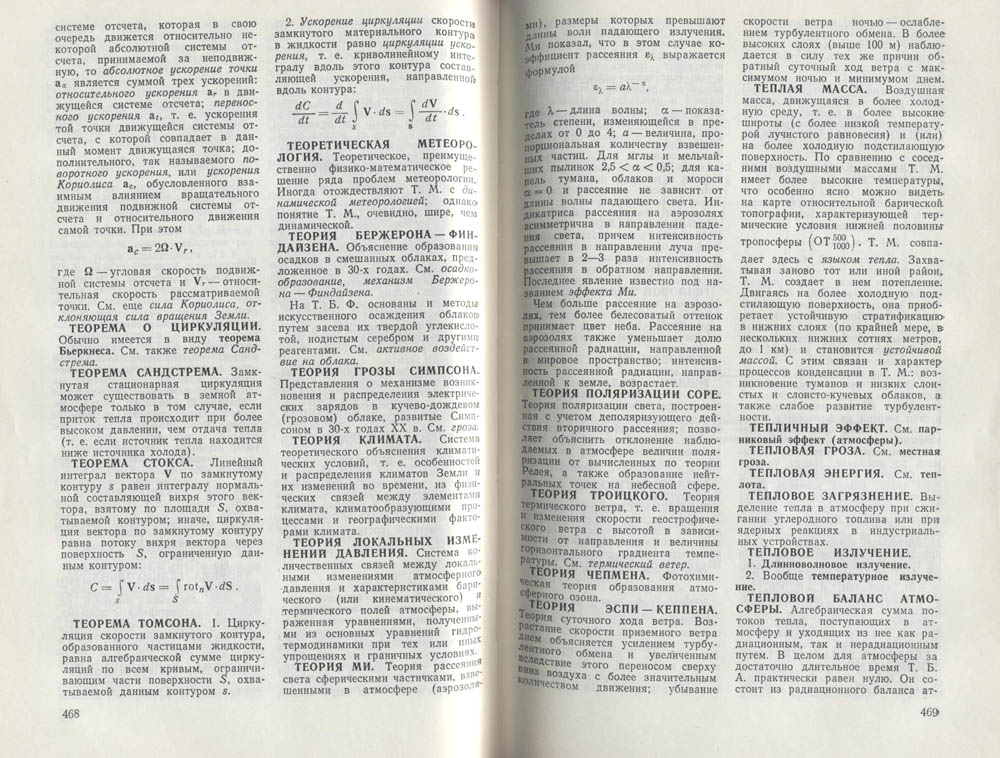 системе отсчета, которая в свою
очередь движется относительно не-
которой абсолютной системы от-
счета, принимаемой за неподвиж-
ную, то абсолютное ускорение точки
aₐ является суммой трех ускорений:
относительного ускорения aᵣ в дви-
жущейся системе отсчета; перенос-
ного ускорения aₜ, т. е. ускорения
той точки движущейся системы от-
счета, с которой совпадает в дан-
ный момент движущаяся точка; до-
полнительного, так называемого по-
воротного ускорения, или ускорения
Кориолиса a_c, обусловленного вза-
имным влиянием вращательного
движения подвижной системы от-
счета и относительного движения
самой точки. При этом
a_c = 2Ω·Vᵣ,
где Ω — угловая скорость подвиж-
ной системы отсчета и Vᵣ — относи-
тельная скорость рассматриваемой
точки. См. еще сила Кориолиса, от-
клоняющая сила вращения Земли.
ТЕОРЕМА О ЦИРКУЛЯЦИИ.
Обычно имеется в виду теорема
Бьеркнеса. См. также теорема Санд-
стрема.
ТЕОРЕМА САНДСТРЕМА. Замк-
нутая стационарная циркуляция
может существовать в земной ат-
мосфере только в том случае, если
приток тепла происходит при более
высоком давлении, чем отдача тепла
(т. е. если источник тепла находится
ниже источника холода).
ТЕОРЕМА СТОКСА. Линейный
интеграл вектора V по замкнутому
контуру s равен интегралу нормаль-
ной составляющей вихря этого век-
тора, взятому по площади S, охва-
тываемой контуром; иначе, циркуля-
ция вектора по замкнутому контуру
равна потоку вихря вектора через
поверхность S, ограниченную дан-
ным контуром:
C = ∫ V·ds = ∫ rotₙV·dS.
s S
ТЕОРЕМА ТОМСОНА. 1. Цирку-
ляция скорости замкнутого контура,
образованного частицами жидкости,
равна алгебраической сумме цирку-
ляций по всем кривым, ограничи-
вающим части поверхности S, охва-
тываемой данным контуром s.
468
2. Ускорение циркуляции скорости
замкнутого материального контура
в жидкости равно циркуляции уско-
рения, т. е. криволинейному инте-
гралу вдоль этого контура состав-
ляющей ускорения, направленной
вдоль контура:
dC/dt = d/dt ∫ V·ds = ∫ dV/dt ·ds.
s s
ТЕОРЕТИЧЕСКАЯ МЕТЕОРО-
ЛОГИЯ. Теоретическое, преимуще-
ственно физико-математическое ре-
шение ряда проблем метеорологии.
Иногда отождествляют Т. М. с ди-
намической метеорологией; однако
понятие Т. М., очевидно, шире, чем
динамической.
ТЕОРИЯ БЕРЖЕРОНА — ФИН-
ДАЙЗЕНА. Объяснение образования
осадков в смешанных облаках, пред-
ложенное в 30-х годах. См. осадко-
образование, механизм Бержеро-
на — Финдайзена.
На Т. Б. Ф. основаны и методы
искусственного осаждения облаков
путем засева их твердой углекисло-
той, иодистым серебром и другими
реагентами. См. активное воздейст-
вие на облака.
ТЕОРИЯ ГРОЗЫ СИМПСОНА.
Представления о механизме возник-
новения и распределения электриче-
ских зарядов в кучево-дождевом
(грозовом) облаке, развитые Симп-
соном в 30-х годах XX в. См. гроза.
ТЕОРИЯ КЛИМАТА. Система
теоретического объяснения климати-
ческих условий, т. е. особенностей
и распределения климатов Земли и
их изменений во времени, из физи-
ческих связей между элементами
климата, климатообразующими про-
цессами и географическими факто-
рами климата.
ТЕОРИЯ ЛОКАЛЬНЫХ ИЗМЕ-
НЕНИЙ ДАВЛЕНИЯ. Система ко-
личественных связей между локаль-
ными изменениями атмосферного
давления и характеристиками бари-
ческого (или кинематического) и
термического полей атмосферы, вы-
раженная уравнениями, полученны-
ми из основных уравнений гидро-
термодинамики при тех или иных
упрощениях и граничных условиях.
ТЕОРИЯ МИ. Теория рассеяния
света сферическими частичками, взве-
шенными в атмосфере (аэрозоля-
ми), размеры которых превышают
длины волн падающего излучения.
Ми показал, что в этом случае ко-
эффициент рассеяния ε_λ выражается
формулой
ε_λ = aλ^−α,
где λ — длина волны; α — показа-
тель степени, изменяющийся в пре-
делах от 0 до 4; a — величина, про-
порциональная количеству взвешен-
ных частиц. Для мглы и мельчай-
ших пылинок 2,5 < α < 0,5; для ка-
пель тумана, облаков и мороси
α = 0 и рассеяние не зависит от
длины волны падающего света. Ин-
дикатриса рассеяния на аэрозолях
асимметрична в направлении паде-
ния света, причем интенсивность
рассеяния в направлении луча пре-
вышает в 2—3 раза интенсивность
рассеяния в обратном направлении.
Последнее явление известно под на-
званием эффекта Ми.
Чем больше рассеяние на аэрозо-
лях, тем более белесоватый оттенок
принимает цвет неба. Рассеяние на
аэрозолях также уменьшает долю
рассеянной радиации, направленной
в мировое пространство; интенсив-
ность рассеянной радиации, направ-
ленной к земле, возрастает.
ТЕОРИЯ ПОЛЯРИЗАЦИИ СОРЕ.
Теория поляризации света, построен-
ная с учетом деполяризующего дей-
ствия вторичного рассеяния; позво-
ляет объяснить отклонение наблю-
даемых в атмосфере величин поля-
ризации от вычисленных по теории
Релея, а также образование нейт-
ральных точек на небесной сфере.
ТЕОРИЯ ТРОИЦКОГО. Теория
термического ветра, т. е. вращения
и изменения скорости геострофиче-
ского ветра с высотой в зависи-
мости от направления и величины
горизонтального градиента темпе-
ратуры. См. термический ветер.
ТЕОРИЯ ЧЕПМЕНА. Фотохими-
ческая теория образования атмо-
сферного озона.
ТЕОРИЯ ЭСПИ — КЕППЕНА.
Теория суточного хода ветра. Воз-
растание скорости приземного ветра
днем объясняется усилением турбу-
лентного обмена и увеличенным
вследствие этого переносом сверху
вниз воздуха с более значительным
количеством движения; убывание
скорости ветра ночью — ослабле-
нием турбулентного обмена. В более
высоких слоях (выше 100 м) наблю-
дается в силу тех же причин об-
ратный суточный ход ветра с мак-
симумом ночью и минимумом днем.
ТЕПЛАЯ МАССА. Воздушная
масса, движущаяся в более холод-
ную среду, т. е. в более высокие
широты (с более низкой температу-
рой лучистого равновесия) и (или)
на более холодную подстилающую
поверхность. По сравнению с сосед-
ними воздушными массами Т. М.
имеет более высокие температуры,
что особенно ясно можно видеть
на карте относительной барической
топографии, характеризующей тер-
мические условия нижней половины
тропосферы (ОТ 500/1000). Т. М. совпа-
дает здесь с языком тепла. Захва-
тывая заново тот или иной район,
Т. М. создает в нем потепление.
Двигаясь на более холодную под-
стилающую поверхность, она приоб-
ретает устойчивую стратификацию
в нижних слоях (по крайней мере, в
нескольких нижних сотнях метров,
до 1 км) и становится устойчивой
массой. С этим связан и характер
процессов конденсации в Т. М.: воз-
никновение туманов и низких слои-
стых и слоисто-кучевых облаков, а
также слабое развитие турбулент-
ности.
ТЕПЛИЧНЫЙ ЭФФЕКТ. См. пар-
никовый эффект (атмосферы).
ТЕПЛОВАЯ ГРОЗА. См. местная
гроза.
ТЕПЛОВАЯ ЭНЕРГИЯ. См. теп-
лота.
ТЕПЛОВОЕ ЗАГРЯЗНЕНИЕ. Вы-
деление тепла в атмосферу при сжи-
гании углеродного топлива или при
ядерных реакциях в индустриаль-
ных устройствах.
ТЕПЛОВОЕ ИЗЛУЧЕНИЕ.
1. Длинноволновое излучение.
2. Вообще температурное излуче-
ние.
ТЕПЛОВОЙ БАЛАНС АТМО-
СФЕРЫ. Алгебраическая сумма по-
токов тепла, поступающих в ат-
мосферу и уходящих из нее как ра-
диационным, так и нерадиационным
путем. В целом для атмосферы за
достаточно длительное время Т. Б.
А. практически равен нулю. Он со-
стоит из радиационного баланса ат-
469